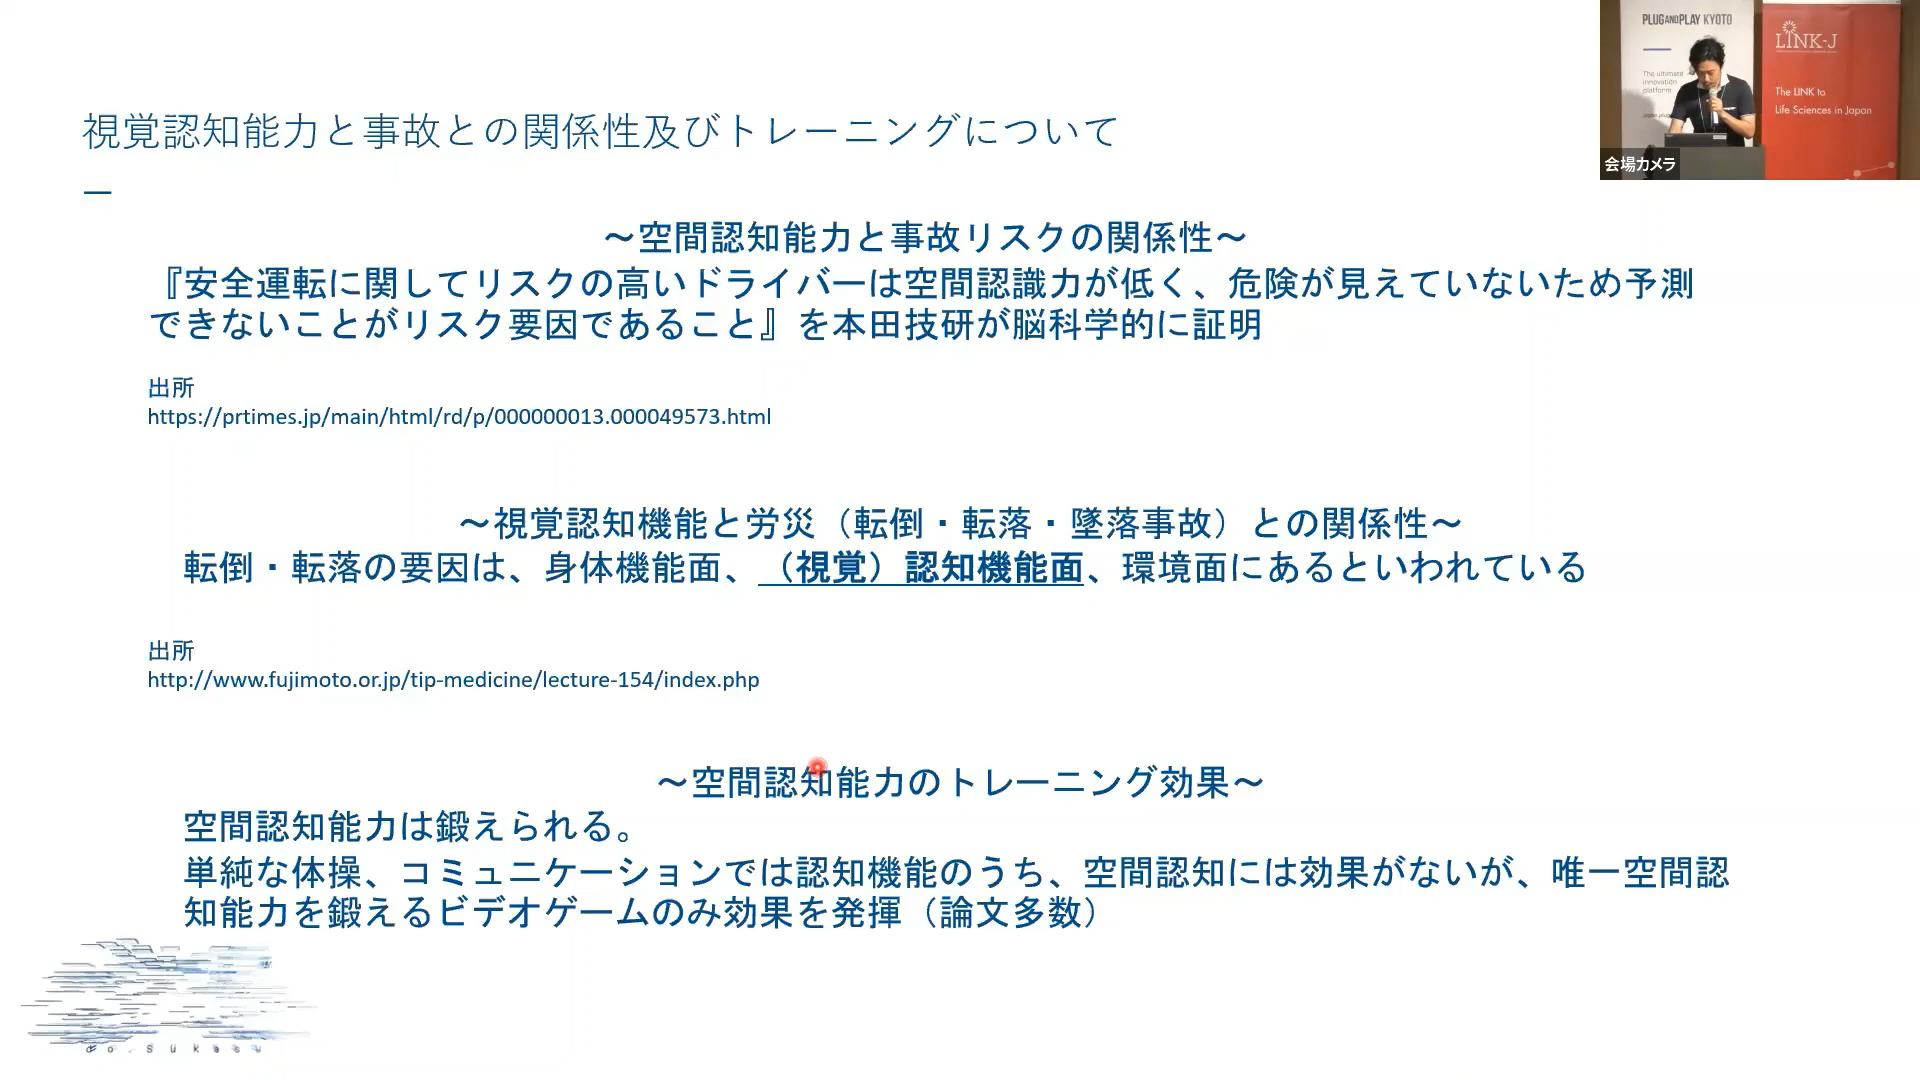 視覚認知能力と事故との関係性及びトレーニングについて
～空間認知能力と事故リスクの関係性～
『安全運転に関してリスクの高いドライバーは空間認識力が低く、危険が見えていないため予測
できないことがリスク要因であること』を本田技研が脳科学的に証明
出所
https://prtimes.jp/main/html/rd/p/000000013.000049573.html
～視覚認知機能と労災（転倒・転落・墜落事故）との関係性～
転倒・転落の要因は、身体機能面、（視覚）認知機能面、環境面にあるといわれている
出所
http://www.fujimoto.or.jp/tip-medicine/lecture-154/index.php
～空間認知能力のトレーニング効果～
空間認知能力は鍛えられる。
単純な体操、コミュニケーションでは認知機能のうち、空間認知には効果がないが、唯一空間認
知能力を鍛えるビデオゲームのみ効果を発揮（論文多数）
do.Sukasu
PLUG AND PLAY KYOTO
The ultimate
innovation
platform
LINK-J
The LINK to
Life Sciences in Japan
会場カメラ